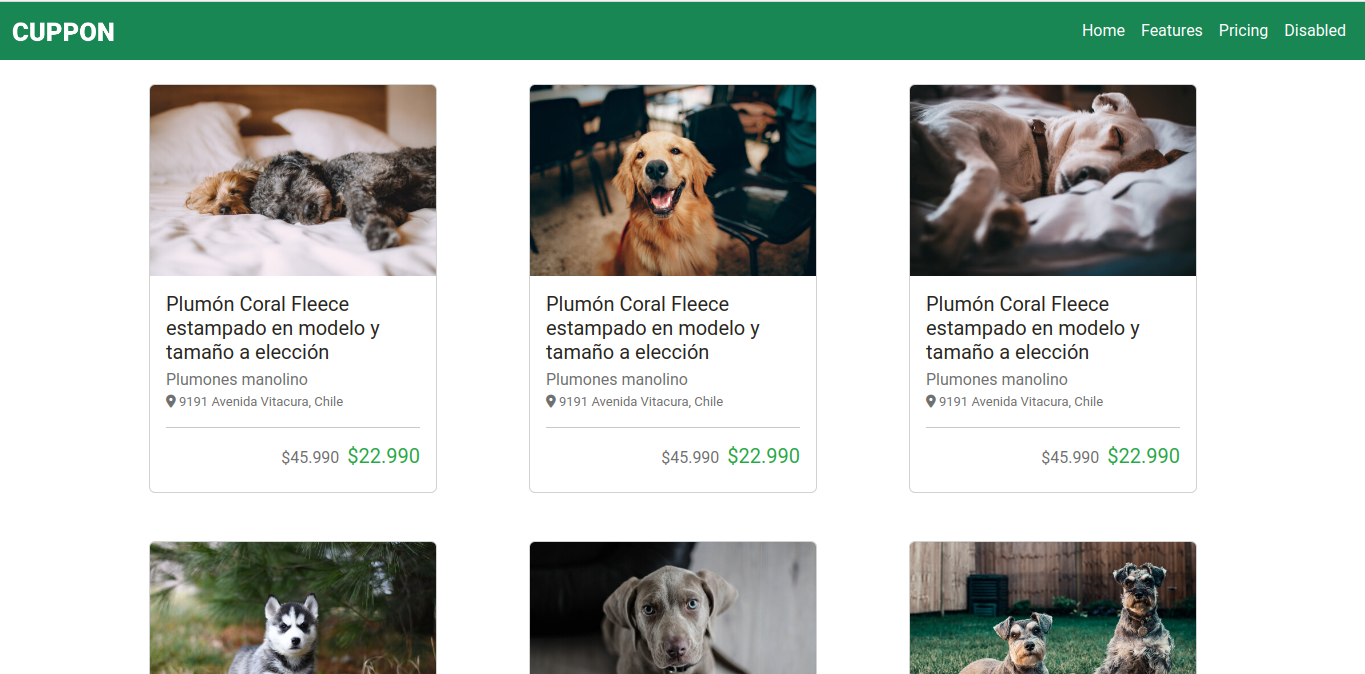 CUPPON
Home Features Pricing Disabled
Plumón Coral Fleece
estampado en modelo y
tamaño a elección
Plumones manolino
9191 Avenida Vitacura, Chile
$45.990 $22.990
Plumón Coral Fleece
estampado en modelo y
tamaño a elección
Plumones manolino
9191 Avenida Vitacura, Chile
$45.990 $22.990
Plumón Coral Fleece
estampado en modelo y
tamaño a elección
Plumones manolino
9191 Avenida Vitacura, Chile
$45.990 $22.990